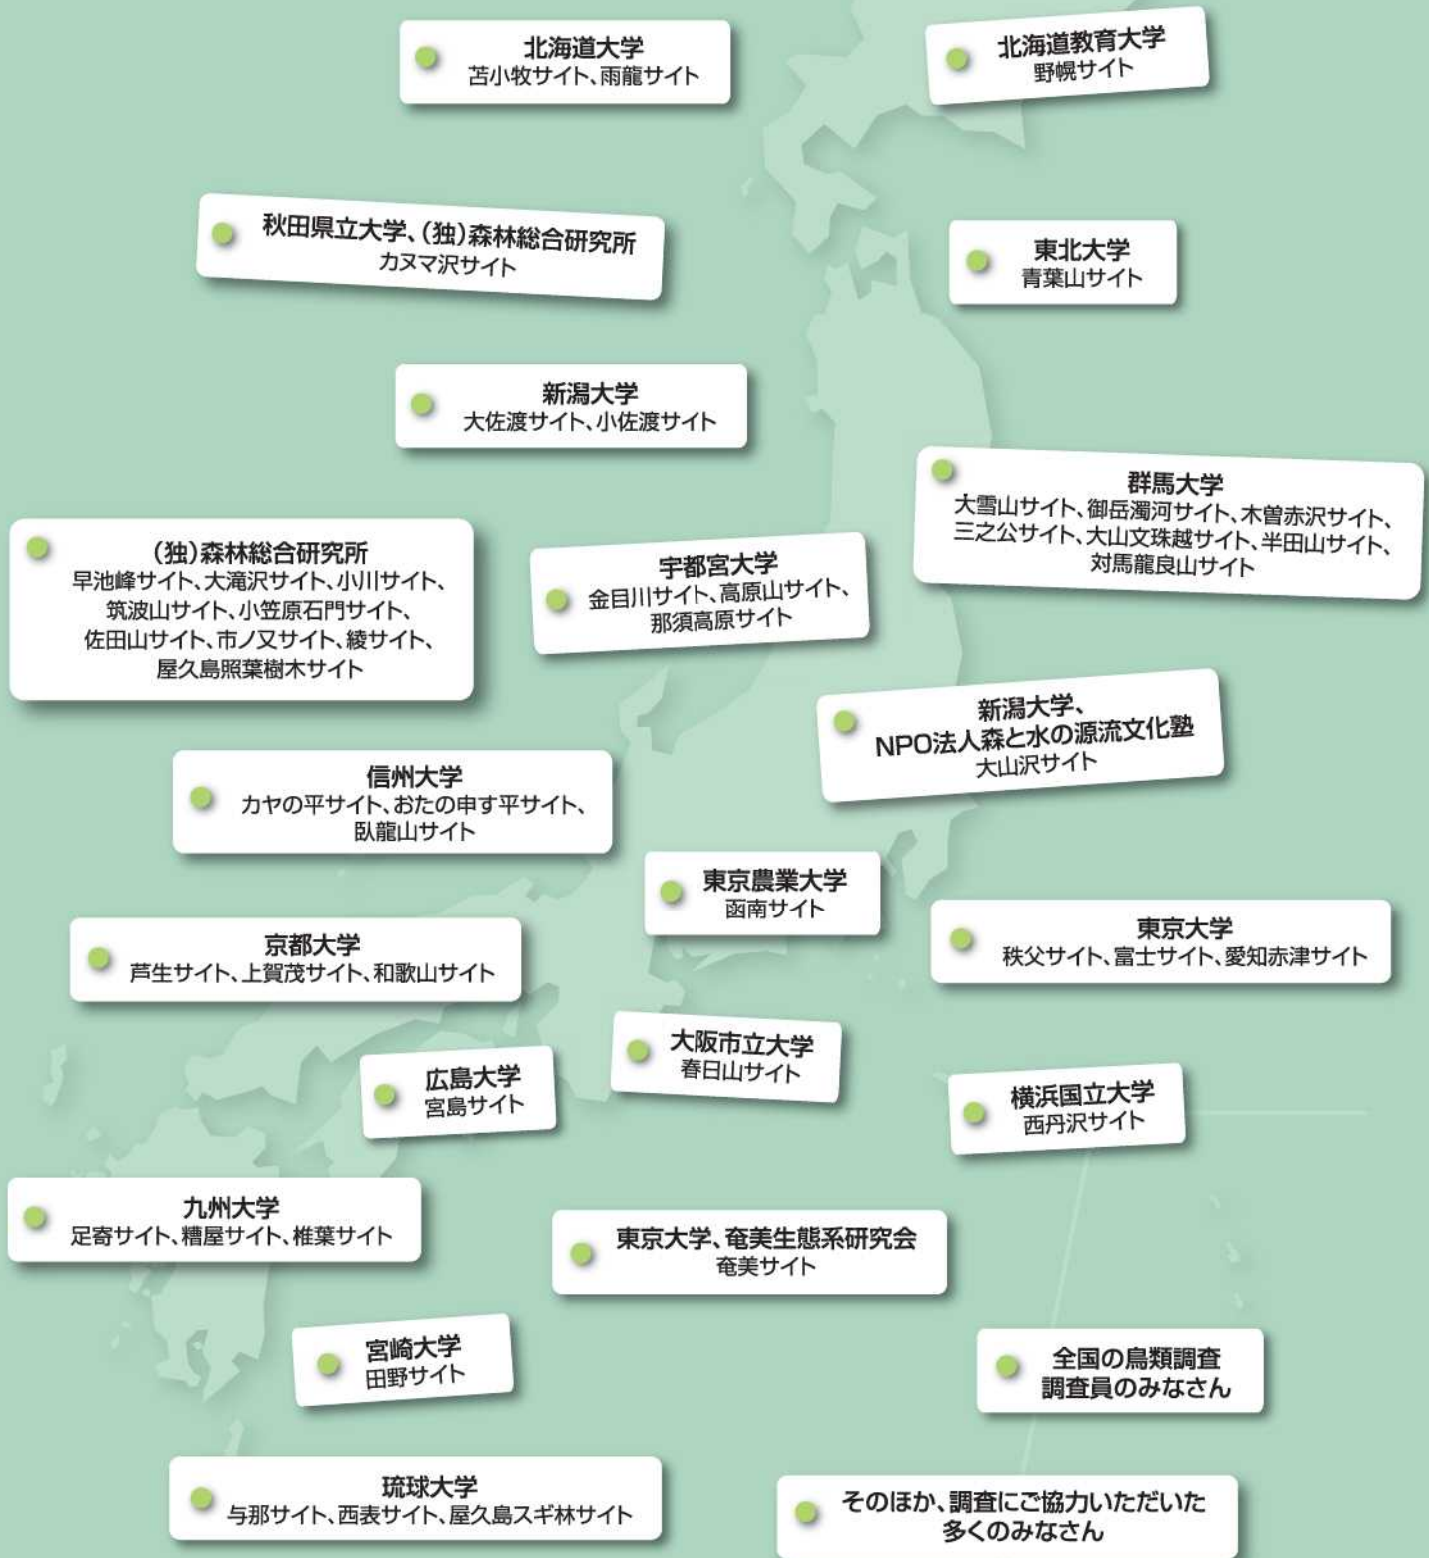 北海道大学
苫小牧サイト、雨龍サイト
北海道教育大学
野幌サイト
秋田県立大学、（独）森林総合研究所
カヌマ沢サイト
東北大学
青葉山サイト
新潟大学
大佐渡サイト、小佐渡サイト
群馬大学
大雪山サイト、御岳濁河サイト、木曽赤沢サイト、
三之公サイト、大山文珠越サイト、半田山サイト、
対馬龍良山サイト
（独）森林総合研究所
早池峰サイト、大滝沢サイト、小川サイト、
筑波山サイト、小笠原石門サイト、
佐田山サイト、市ノ又サイト、綾サイト、
屋久島照葉樹木サイト
宇都宮大学
金目川サイト、高原山サイト、
那須高原サイト
新潟大学、
NPO法人森と水の源流文化塾
大山沢サイト
信州大学
カヤの平サイト、おたの申す平サイト、
臥龍山サイト
東京農業大学
函南サイト
東京大学
秩父サイト、富士サイト、愛知赤津サイト
京都大学
芦生サイト、上賀茂サイト、和歌山サイト
大阪市立大学
春日山サイト
広島大学
宮島サイト
横浜国立大学
西丹沢サイト
九州大学
足寄サイト、糟屋サイト、椎葉サイト
東京大学、奄美生態系研究会
奄美サイト
宮崎大学
田野サイト
全国の鳥類調査
調査員のみなさん
琉球大学
与那サイト、西表サイト、屋久島スギ林サイト
そのほか、調査にご協力いただいた
多くのみなさん